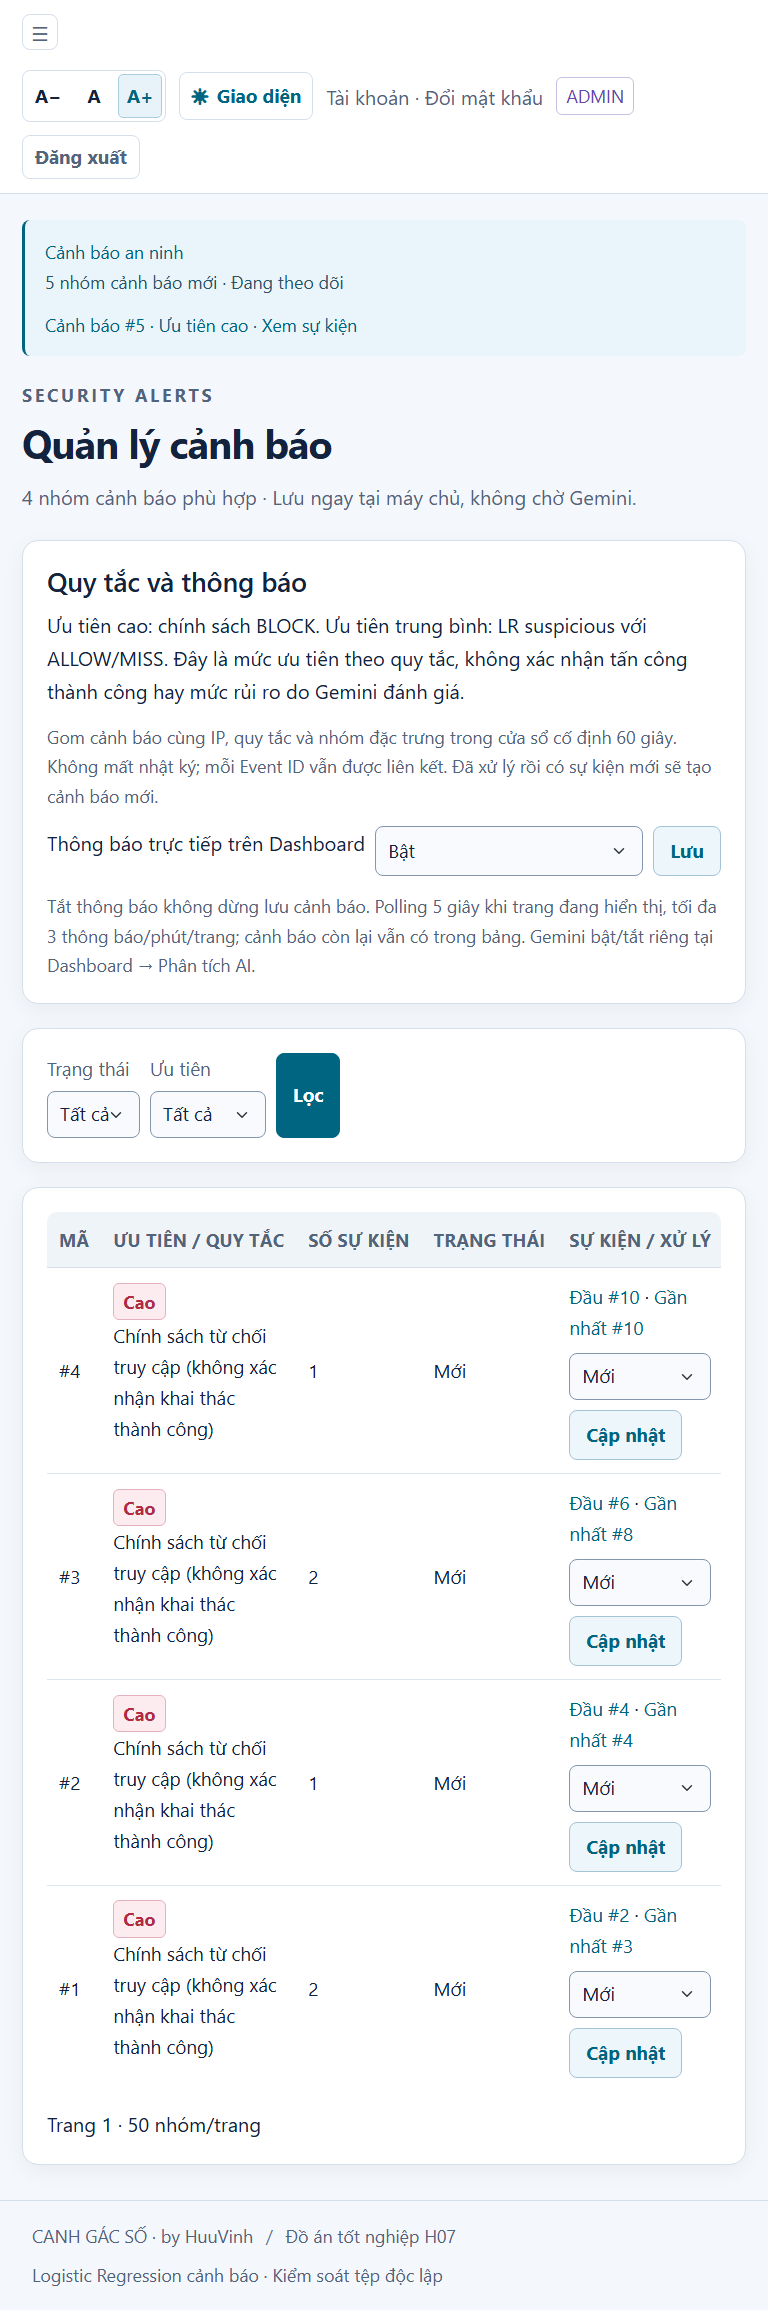 ☰
A− A A+ Giao diện Tài khoản · Đổi mật khẩu ADMIN
Đăng xuất
Cảnh báo an ninh
5 nhóm cảnh báo mới · Đang theo dõi
Cảnh báo #5 · Ưu tiên cao · Xem sự kiện
SECURITY ALERTS
Quản lý cảnh báo
4 nhóm cảnh báo phù hợp · Lưu ngay tại máy chủ, không chờ Gemini.
Quy tắc và thông báo
Ưu tiên cao: chính sách BLOCK. Ưu tiên trung bình: LR suspicious với
ALLOW/MISS. Đây là mức ưu tiên theo quy tắc, không xác nhận tấn công
thành công hay mức rủi ro do Gemini đánh giá.
Gom cảnh báo cùng IP, quy tắc và nhóm đặc trưng trong cửa sổ cố định 60 giây.
Không mất nhật ký; mỗi Event ID vẫn được liên kết. Đã xử lý rồi có sự kiện mới sẽ tạo
cảnh báo mới.
Thông báo trực tiếp trên Dashboard Bật Lưu
Tắt thông báo không dừng lưu cảnh báo. Polling 5 giây khi trang đang hiển thị, tối đa
3 thông báo/phút/trang; cảnh báo còn lại vẫn có trong bảng. Gemini bật/tắt riêng tại
Dashboard → Phân tích AI.
Trạng thái Ưu tiên
Tất cả Tất cả Lọc
MÃ ƯU TIÊN / QUY TẮC SỐ SỰ KIỆN TRẠNG THÁI SỰ KIỆN / XỬ LÝ
#4
Cao
Chính sách từ chối
truy cập (không xác
nhận khai thác
thành công)
1
Mới
Đầu #10 · Gần
nhất #10
Mới
Cập nhật
#3
Cao
Chính sách từ chối
truy cập (không xác
nhận khai thác
thành công)
2
Mới
Đầu #6 · Gần
nhất #8
Mới
Cập nhật
#2
Cao
Chính sách từ chối
truy cập (không xác
nhận khai thác
thành công)
1
Mới
Đầu #4 · Gần
nhất #4
Mới
Cập nhật
#1
Cao
Chính sách từ chối
truy cập (không xác
nhận khai thác
thành công)
2
Mới
Đầu #2 · Gần
nhất #3
Mới
Cập nhật
Trang 1 · 50 nhóm/trang
CANH GÁC SỐ · by HuuVinh / Đồ án tốt nghiệp H07
Logistic Regression cảnh báo · Kiểm soát tệp độc lập